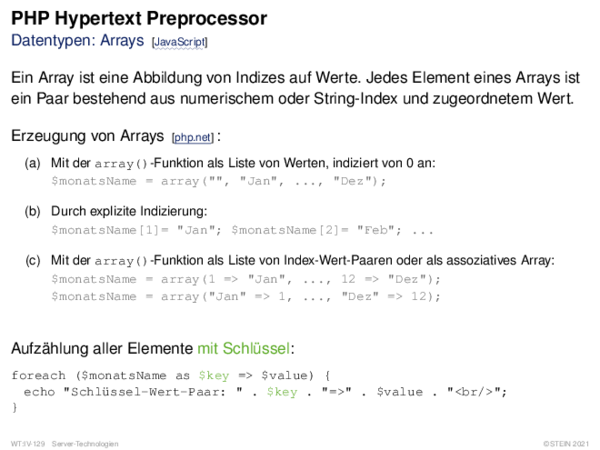 PHP Hypertext Preprocessor
Datentypen: Arrays [JavaScript]
Ein Array ist eine Abbildung von Indizes auf Werte. Jedes Element eines Arrays ist
ein Paar bestehend aus numerischem oder String-Index und zugeordnetem Wert.
Erzeugung von Arrays [php.net] :
(a) Mit der array()-Funktion als Liste von Werten, indiziert von 0 an:
$monatsName = array("", "Jan", ..., "Dez");
(b) Durch explizite Indizierung:
$monatsName[1]= "Jan"; $monatsName[2]= "Feb"; ...
(c) Mit der array()-Funktion als Liste von Index-Wert-Paaren oder als assoziatives Array:
$monatsName = array(1 => "Jan", ..., 12 => "Dez");
$monatsName = array("Jan" => 1, ..., "Dez" => 12);
Aufzählung aller Elemente mit Schlüssel:
foreach ($monatsName as $key => $value) {
echo "Schlüssel-Wert-Paar: " . $key . "=>" . $value . "<br/>";
}
WT:IV-129 Server-Technologien ©STEIN 2021